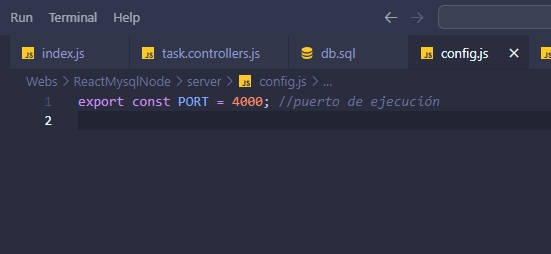 Run Terminal Help
JS index.js JS task.controllers.js db.sql JS config.js JS
Webs > ReactMysqlNode > server > JS config.js > ...
1 export const PORT = 4000; //puerto de ejecución
2